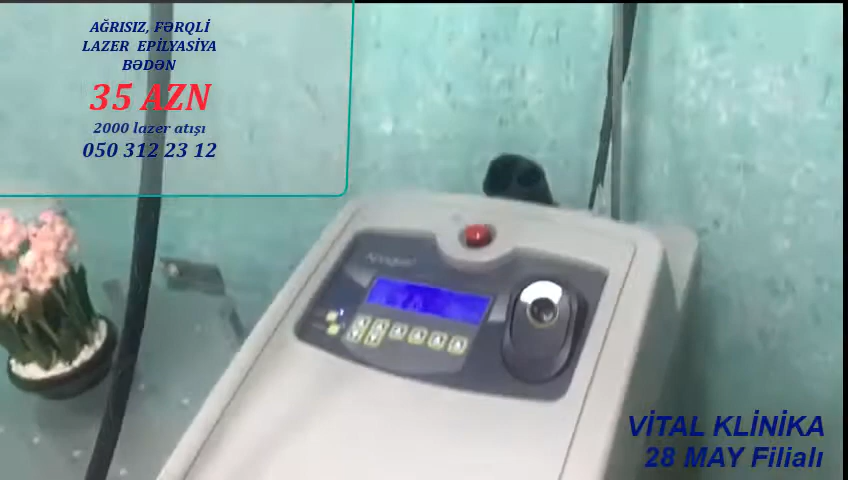 AĞRISIZ, FƏRQLİ
LAZER EPİLYASİYA
BƏDƏN
35 AZN
2000 lazer atışı
050 312 23 12
VİTAL KLİNİKA
28 MAY Filialı